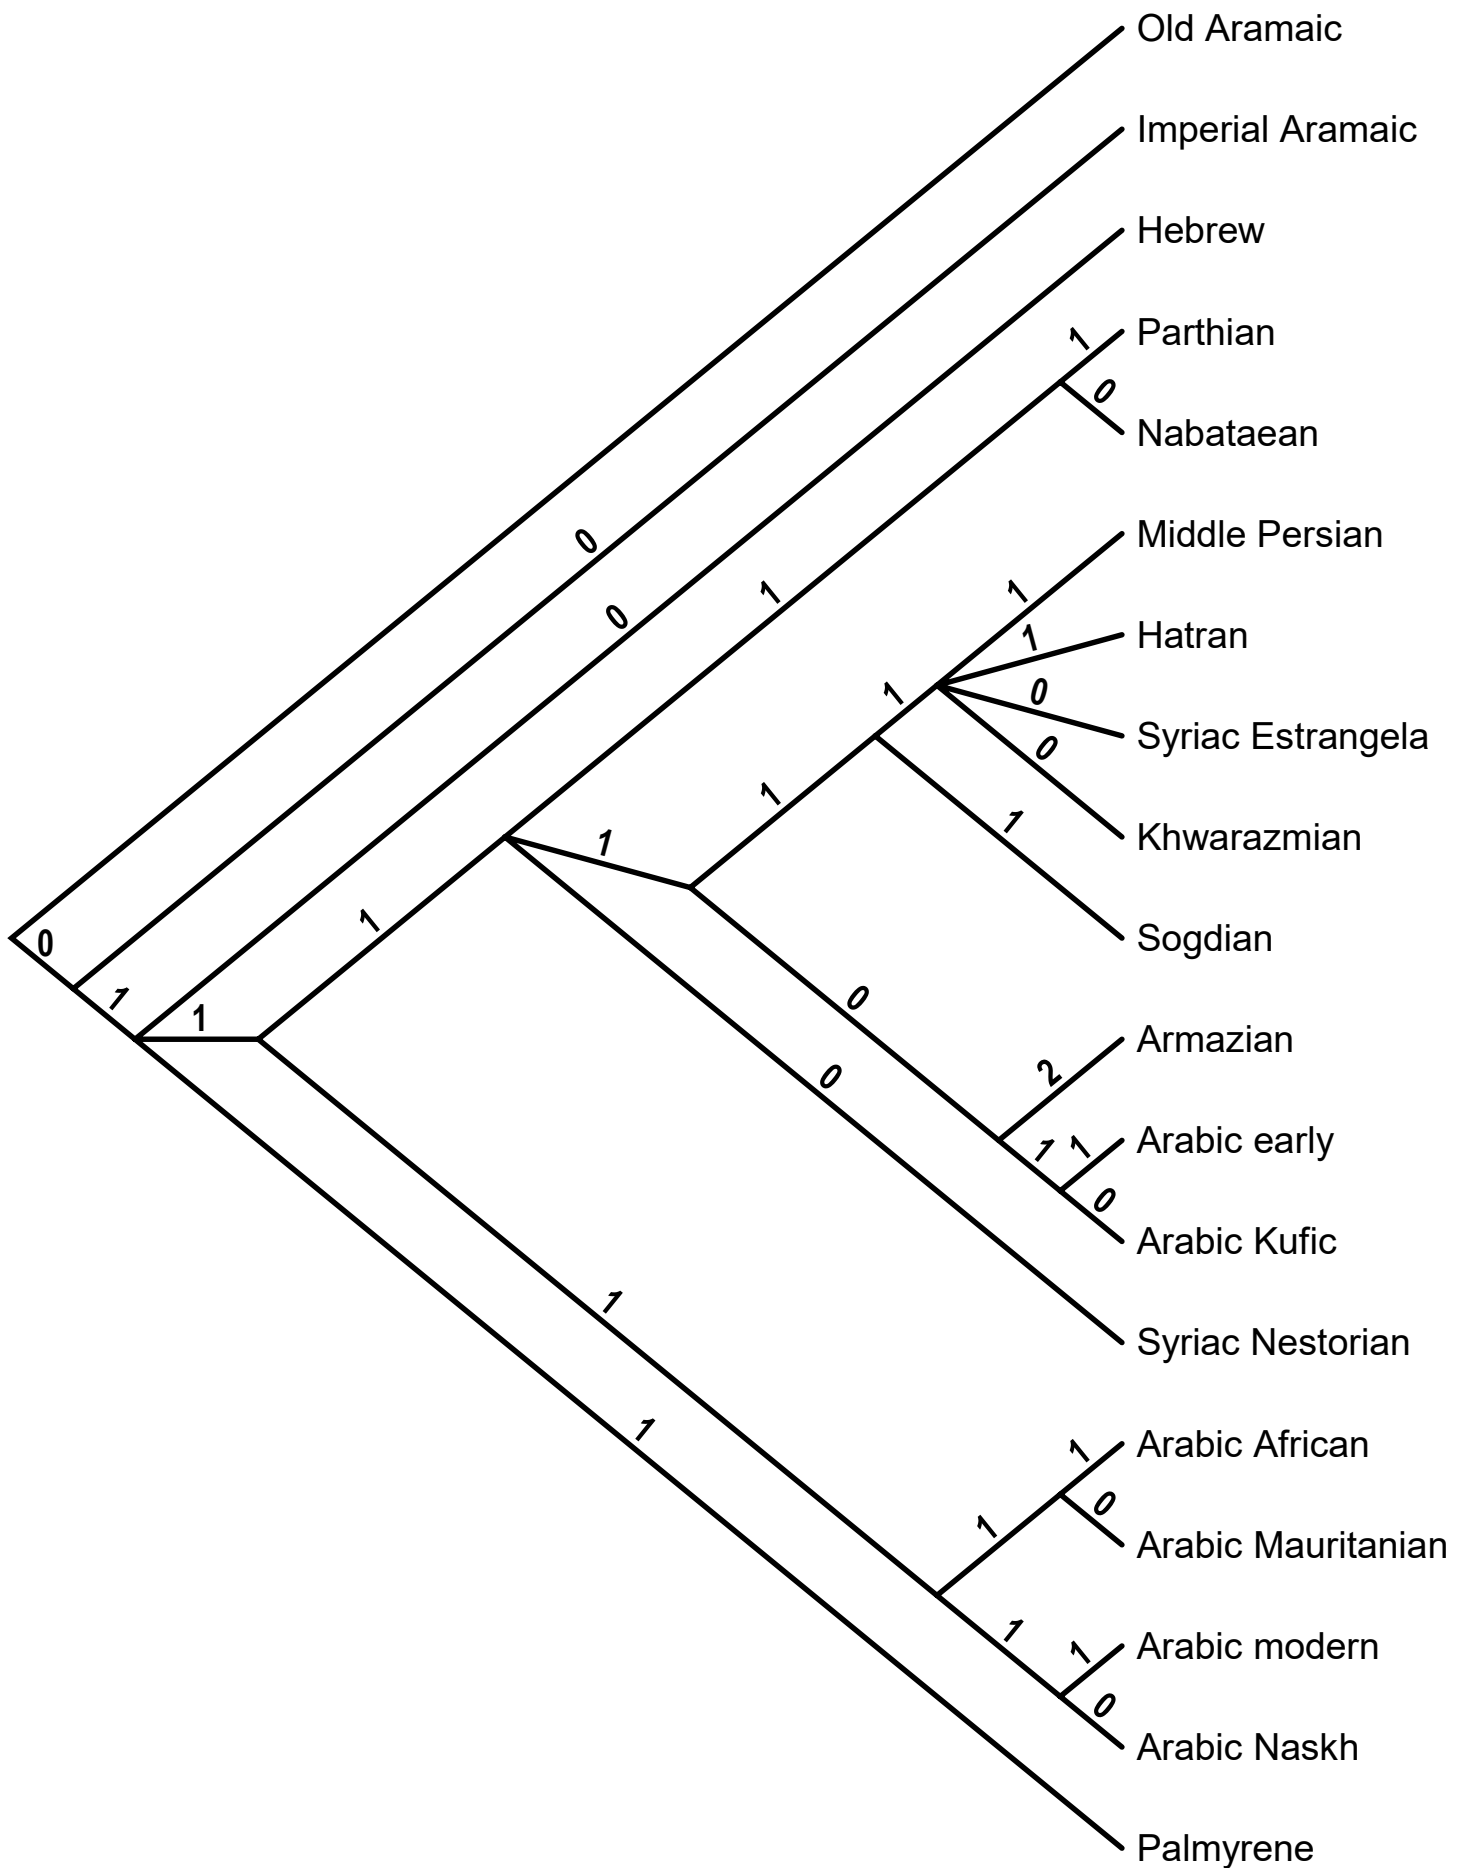 Old Aramaic
Imperial Aramaic
Hebrew
1 Parthian
0
Nabataean
0
Middle Persian
1
1
0
1
Hatran
1
0
Syriac Estrangela
0
1
Khwarazmian
1
1
1
0
1
Sogdian
1
0
1
Armazian
0
2
Arabic early
1
1
0
Arabic Kufic
1
Syriac Nestorian
1
Arabic African
1
0
1
Arabic Mauritanian
1
Arabic modern
1
0
Arabic Naskh
Palmyrene